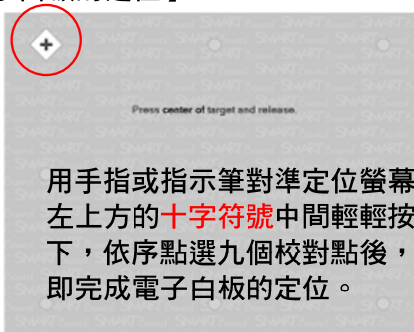 Press center of target and release.
用手指或指示筆對準定位螢幕
左上方的十字符號中間輕輕按
下，依序點選九個校對點後，
即完成電子白板的定位。